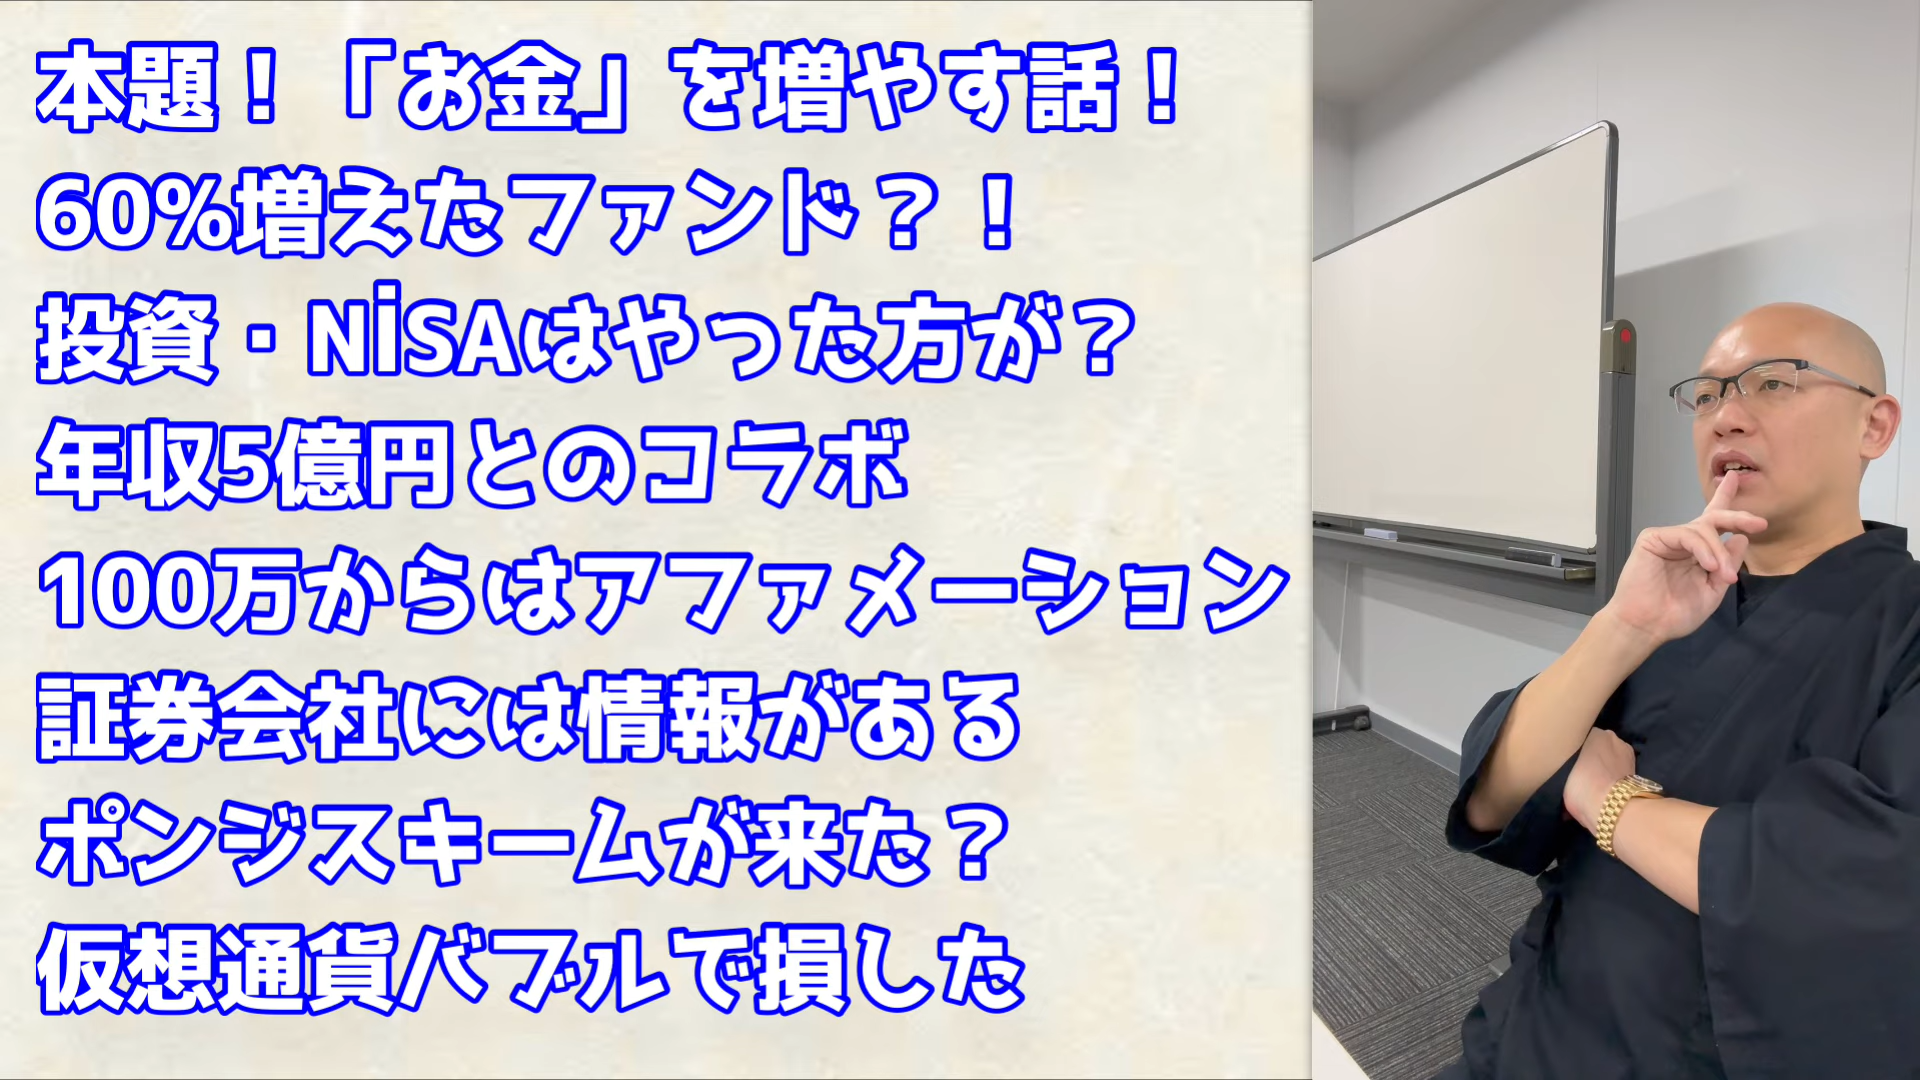 本題！「お金」を増やす話！
60%増えたファンド？！
投資・NiSAはやった方が？
年収5億円とのコラボ
100万からはアファメーション
証券会社には情報がある
ポンジスキームが来た？
仮想通貨バブルで損した